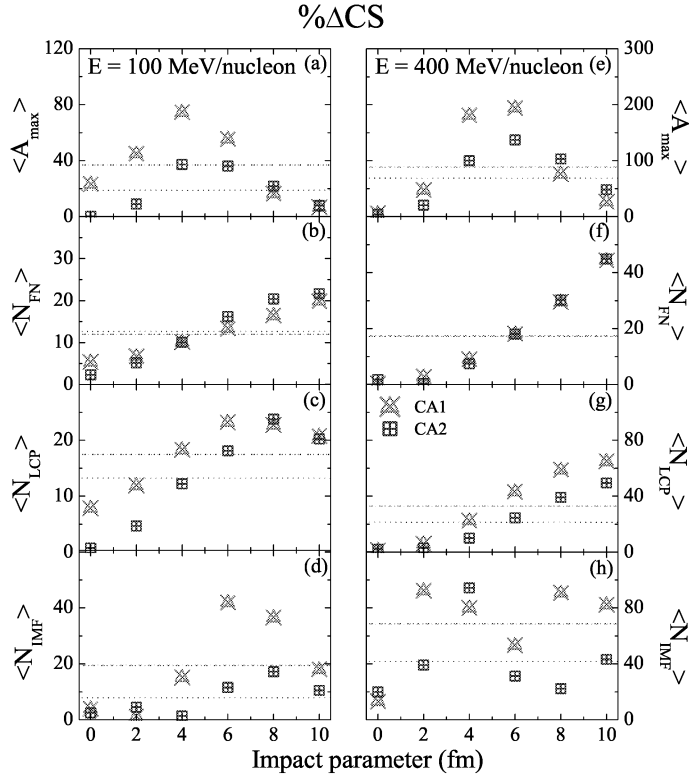 %ΔCS
E = 100 MeV/nucleon (a)
E = 400 MeV/nucleon (e)
<A_max>
120
80
40
0
300
200
100
0
<A_max>
(b)
(f)
<N_FN>
30
20
10
0
40
20
0
<N_FN>
(c)
(g)
CA1
CA2
<N_LCP>
20
10
0
80
40
0
<N_LCP>
(d)
(h)
<N_IMF>
40
20
0
80
40
0
<N_IMF>
0 2 4 6 8 10
0 2 4 6 8 10
Impact parameter (fm)